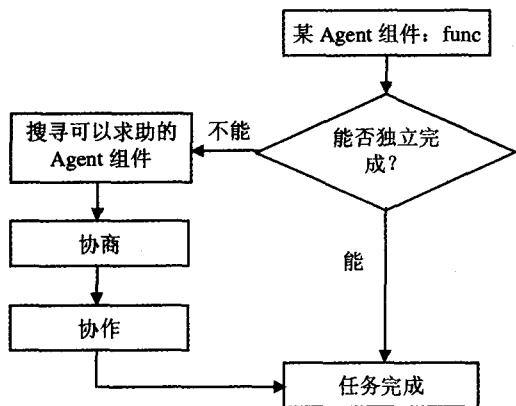 某 Agent 组件：func
能否独立完
成？
不能
搜寻可以求助的
Agent 组件
协商
能
协作
任务完成